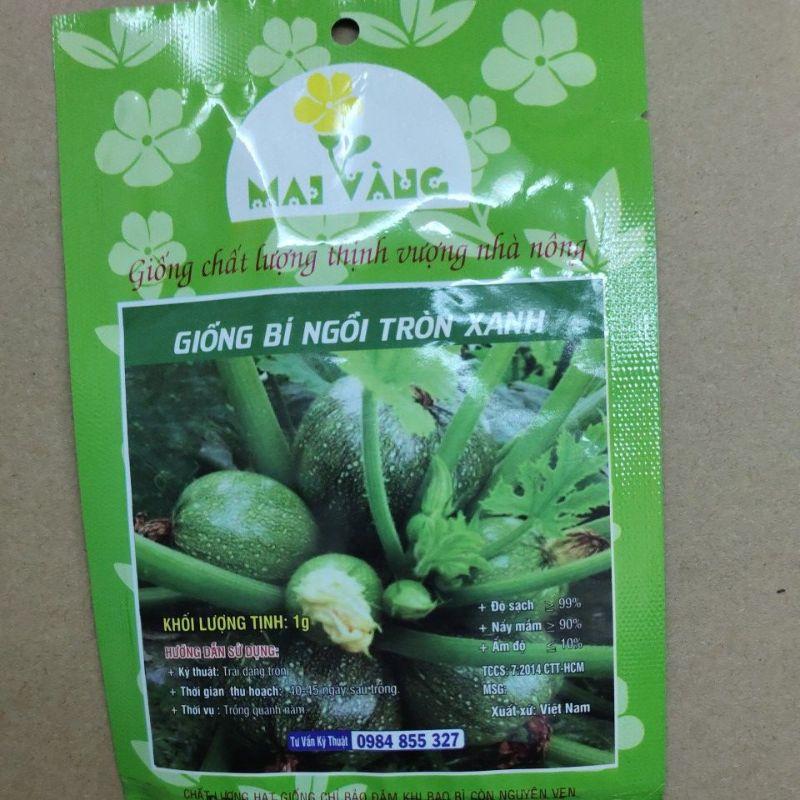 MAI VÀNG
Giống chất lượng thịnh vượng nhà nông
GIỐNG BÍ NGỒI TRÒN XANH
KHỐI LƯỢNG TỊNH: 1g
HƯỚNG DẪN SỬ DỤNG:
+ Kỹ thuật: Trái dạng tròn
+ Thời gian thu hoạch: 40-45 ngày sau trồng.
+ Thời vụ : Trồng quanh năm
+ Độ sạch ≥ 99%
+ Nảy mầm ≥ 90%
+ Ẩm độ ≤ 10%
TCCS: 7:2014 CTT-HCM
MSG:
Xuất xứ: Việt Nam
Tư Vấn Kỹ Thuật 0984 855 327
CHẤT LƯỢNG HẠT GIỐNG CHỈ BẢO ĐẢM KHI BAO BÌ CÒN NGUYÊN VẸN